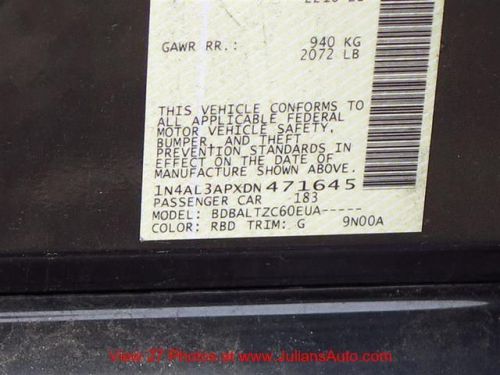 GAWR RR.: 940 KG
2072 LB
THIS VEHICLE CONFORMS TO
ALL APPLICABLE FEDERAL
MOTOR VEHICLE SAFETY,
BUMPER, AND THEFT
PREVENTION STANDARDS IN
EFFECT ON THE DATE OF
MANUFACTURE SHOWN ABOVE.
1N4AL3APXDN471645
PASSENGER CAR 183
MODEL: BDBALTZC60EUA-----
COLOR: RBD TRIM: G 9N00A
View 27 Photos at www.JuliansAuto.com